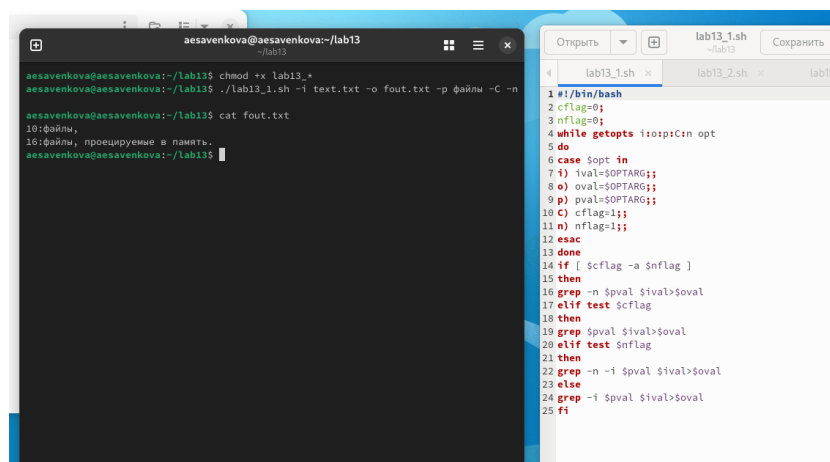 aesavenkova@aesavenkova:~/lab13
~/lab13
aesavenkova@aesavenkova:~/lab13$ chmod +x lab13_*
aesavenkova@aesavenkova:~/lab13$ ./lab13_1.sh -i text.txt -o fout.txt -p файлы -C -n
aesavenkova@aesavenkova:~/lab13$ cat fout.txt
10:файлы,
16:файлы, проецируемые в память.
aesavenkova@aesavenkova:~/lab13$
Открыть
lab13_1.sh
~/lab13
Сохранить
lab13_1.sh ×
lab13_2.sh ×
lab1
1 #!/bin/bash
2 cflag=0;
3 nflag=0;
4 while getopts i:o:p:C:n opt
5 do
6 case $opt in
7 i) ival=$OPTARG;;
8 o) oval=$OPTARG;;
9 p) pval=$OPTARG;;
10 C) cflag=1;;
11 n) nflag=1;;
12 esac
13 done
14 if [ $cflag -a $nflag ]
15 then
16 grep -n $pval $ival>$oval
17 elif test $cflag
18 then
19 grep $pval $ival>$oval
20 elif test $nflag
21 then
22 grep -n -i $pval $ival>$oval
23 else
24 grep -i $pval $ival>$oval
25 fi